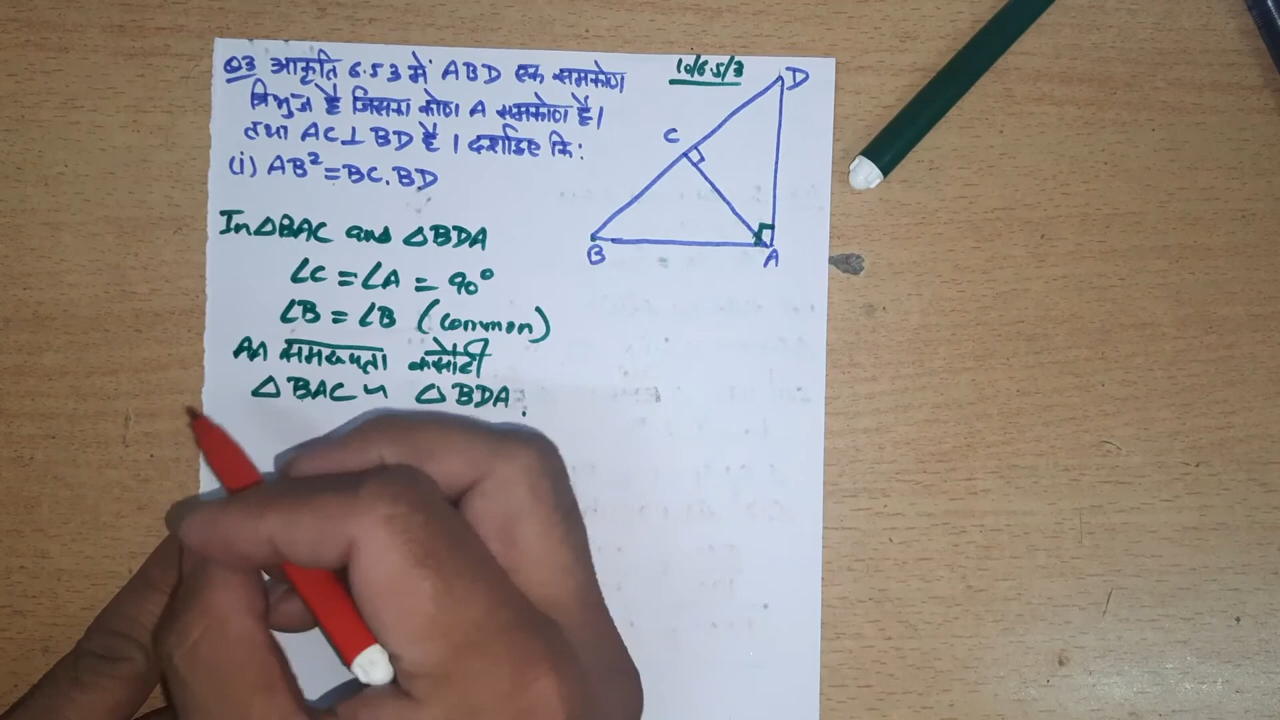 Q3 आकृति 6.53 में ABD एक समकोण
त्रिभुज है जिसका कोण A समकोण है।
तथा AC⊥BD है। दर्शाइए कि:
(i) AB²=BC.BD
10/6.5/3
D
C
B
A
In △BAC and △BDA
∠C = ∠A = 90°
∠B = ∠B (common)
AA समरूपता कसौटी
△BAC ~ △BDA.